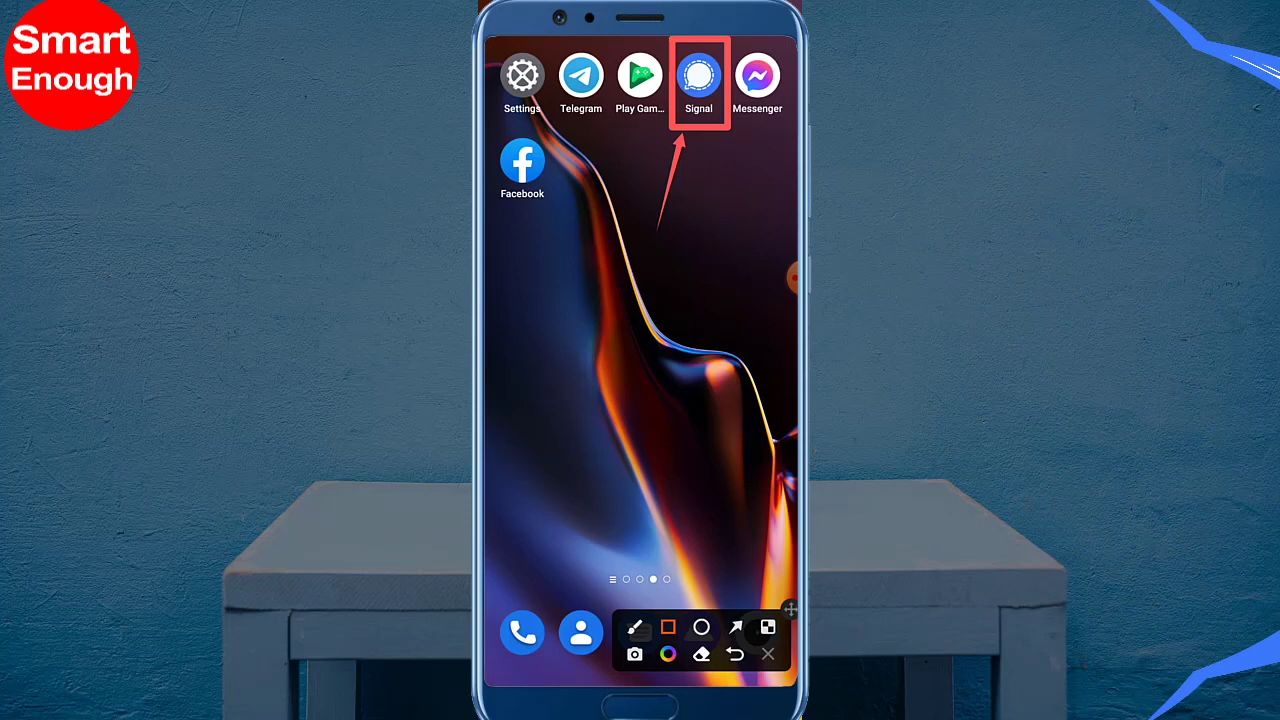 Smart
Enough
Settings
Telegram
Play Gam...
Signal
Messenger
Facebook